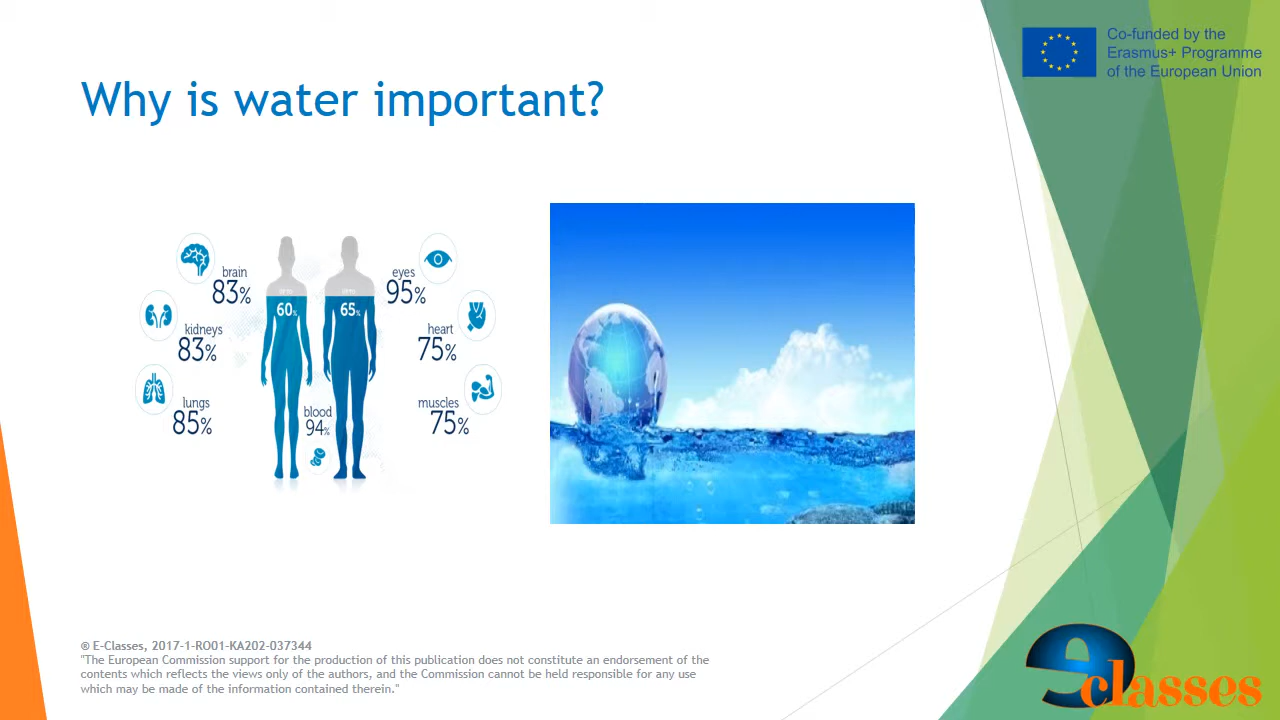 Co-funded by the
Erasmus+ Programme
of the European Union
Why is water important?
brain
83%
kidneys
83%
lungs
85%
60%
65%
blood
94%
eyes
95%
heart
75%
muscles
75%
® E-Classes, 2017-1-RO01-KA202-037344
"The European Commission support for the production of this publication does not constitute an endorsement of the
contents which reflects the views only of the authors, and the Commission cannot be held responsible for any use
which may be made of the information contained therein."
eclasses